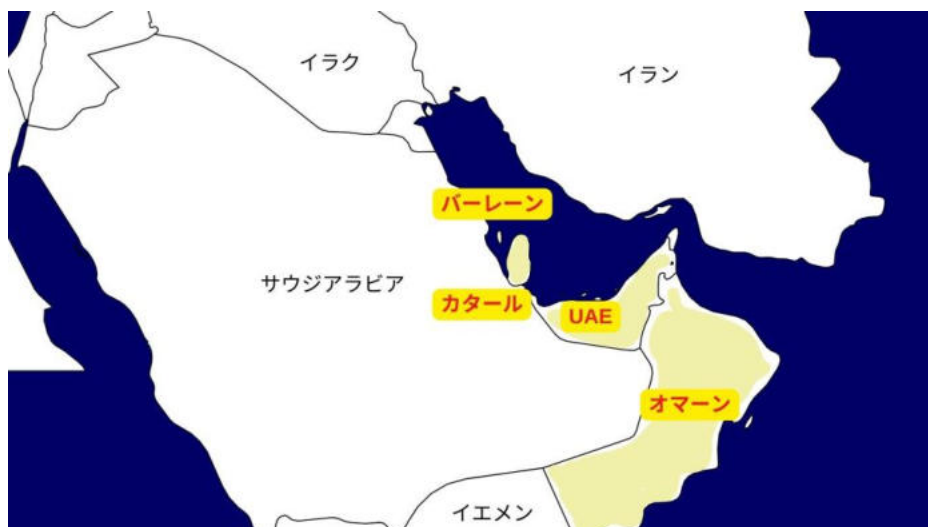 イラク
イラン
バーレーン
サウジアラビア
カタール
UAE
オマーン
イエメン